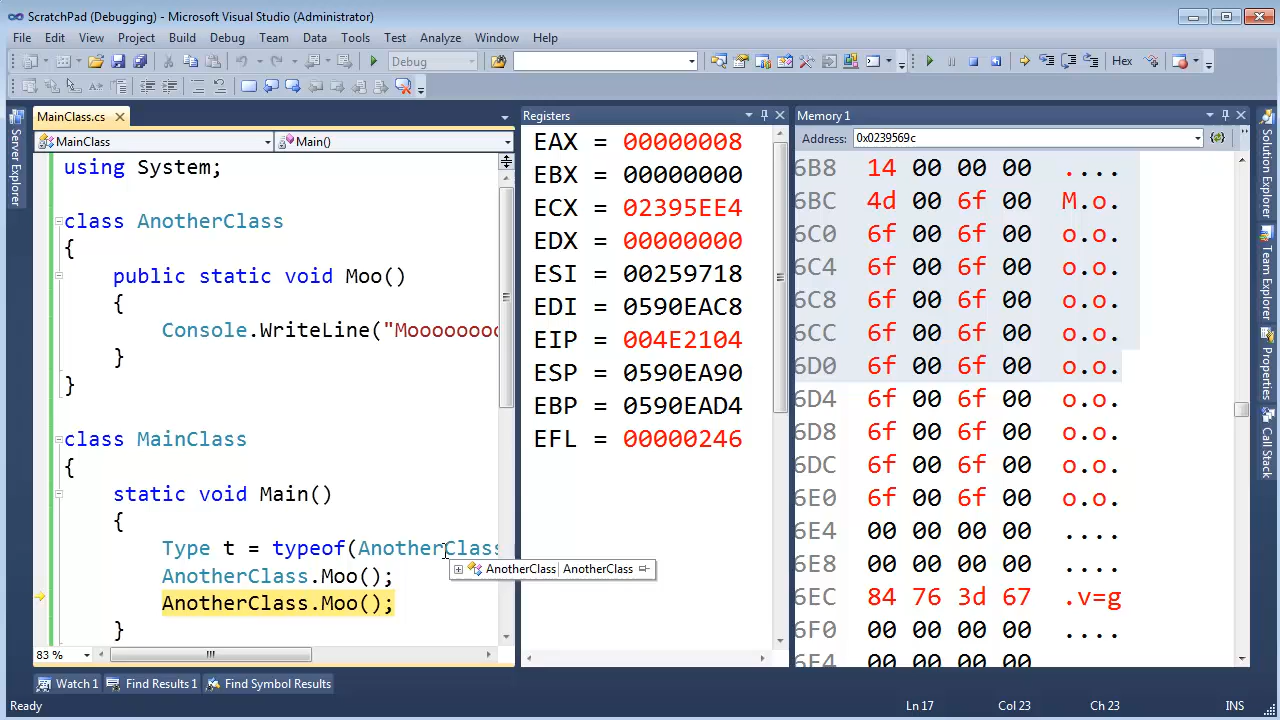 ScratchPad (Debugging) - Microsoft Visual Studio (Administrator)
File Edit View Project Build Debug Team Data Tools Test Analyze Window Help
Debug Hex
MainClass.cs
MainClass Main()
using System;
class AnotherClass
{
public static void Moo()
{
Console.WriteLine("Mooooooo
}
}
class MainClass
{
static void Main()
{
Type t = typeof(AnotherClass
AnotherClass.Moo();
AnotherClass.Moo();
}
AnotherClass AnotherClass
83 %
Registers
EAX = 00000008
EBX = 00000000
ECX = 02395EE4
EDX = 00000000
ESI = 00259718
EDI = 0590EAC8
EIP = 004E2104
ESP = 0590EA90
EBP = 0590EAD4
EFL = 00000246
Memory 1
Address: 0x0239569c
6B8 14 00 00 00 ....
6BC 4d 00 6f 00 M.o.
6C0 6f 00 6f 00 o.o.
6C4 6f 00 6f 00 o.o.
6C8 6f 00 6f 00 o.o.
6CC 6f 00 6f 00 o.o.
6D0 6f 00 6f 00 o.o.
6D4 6f 00 6f 00 o.o.
6D8 6f 00 6f 00 o.o.
6DC 6f 00 6f 00 o.o.
6E0 6f 00 6f 00 o.o.
6E4 00 00 00 00 ....
6E8 00 00 00 00 ....
6EC 84 76 3d 67 .v=g
6F0 00 00 00 00 ....
6F4 00 00 00 00 ....
Server Explorer
Solution Explorer
Team Explorer
Properties
Call Stack
Watch 1 Find Results 1 Find Symbol Results
Ready Ln 17 Col 23 Ch 23 INS